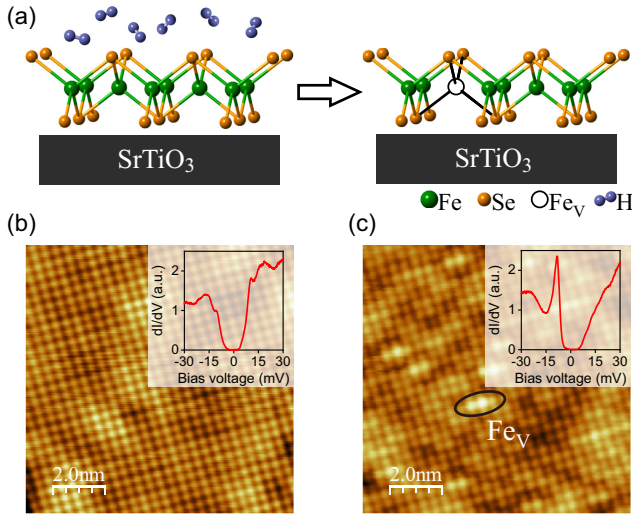 (a)
SrTiO₃
SrTiO₃
Fe Se Feᵥ H
(b)
(c)
dI/dV (a.u.)
2
1
0
-30 -15 0 15 30
Bias voltage (mV)
2.0nm
dI/dV (a.u.)
2
1
0
-30 -15 0 15 30
Bias voltage (mV)
Feᵥ
2.0nm